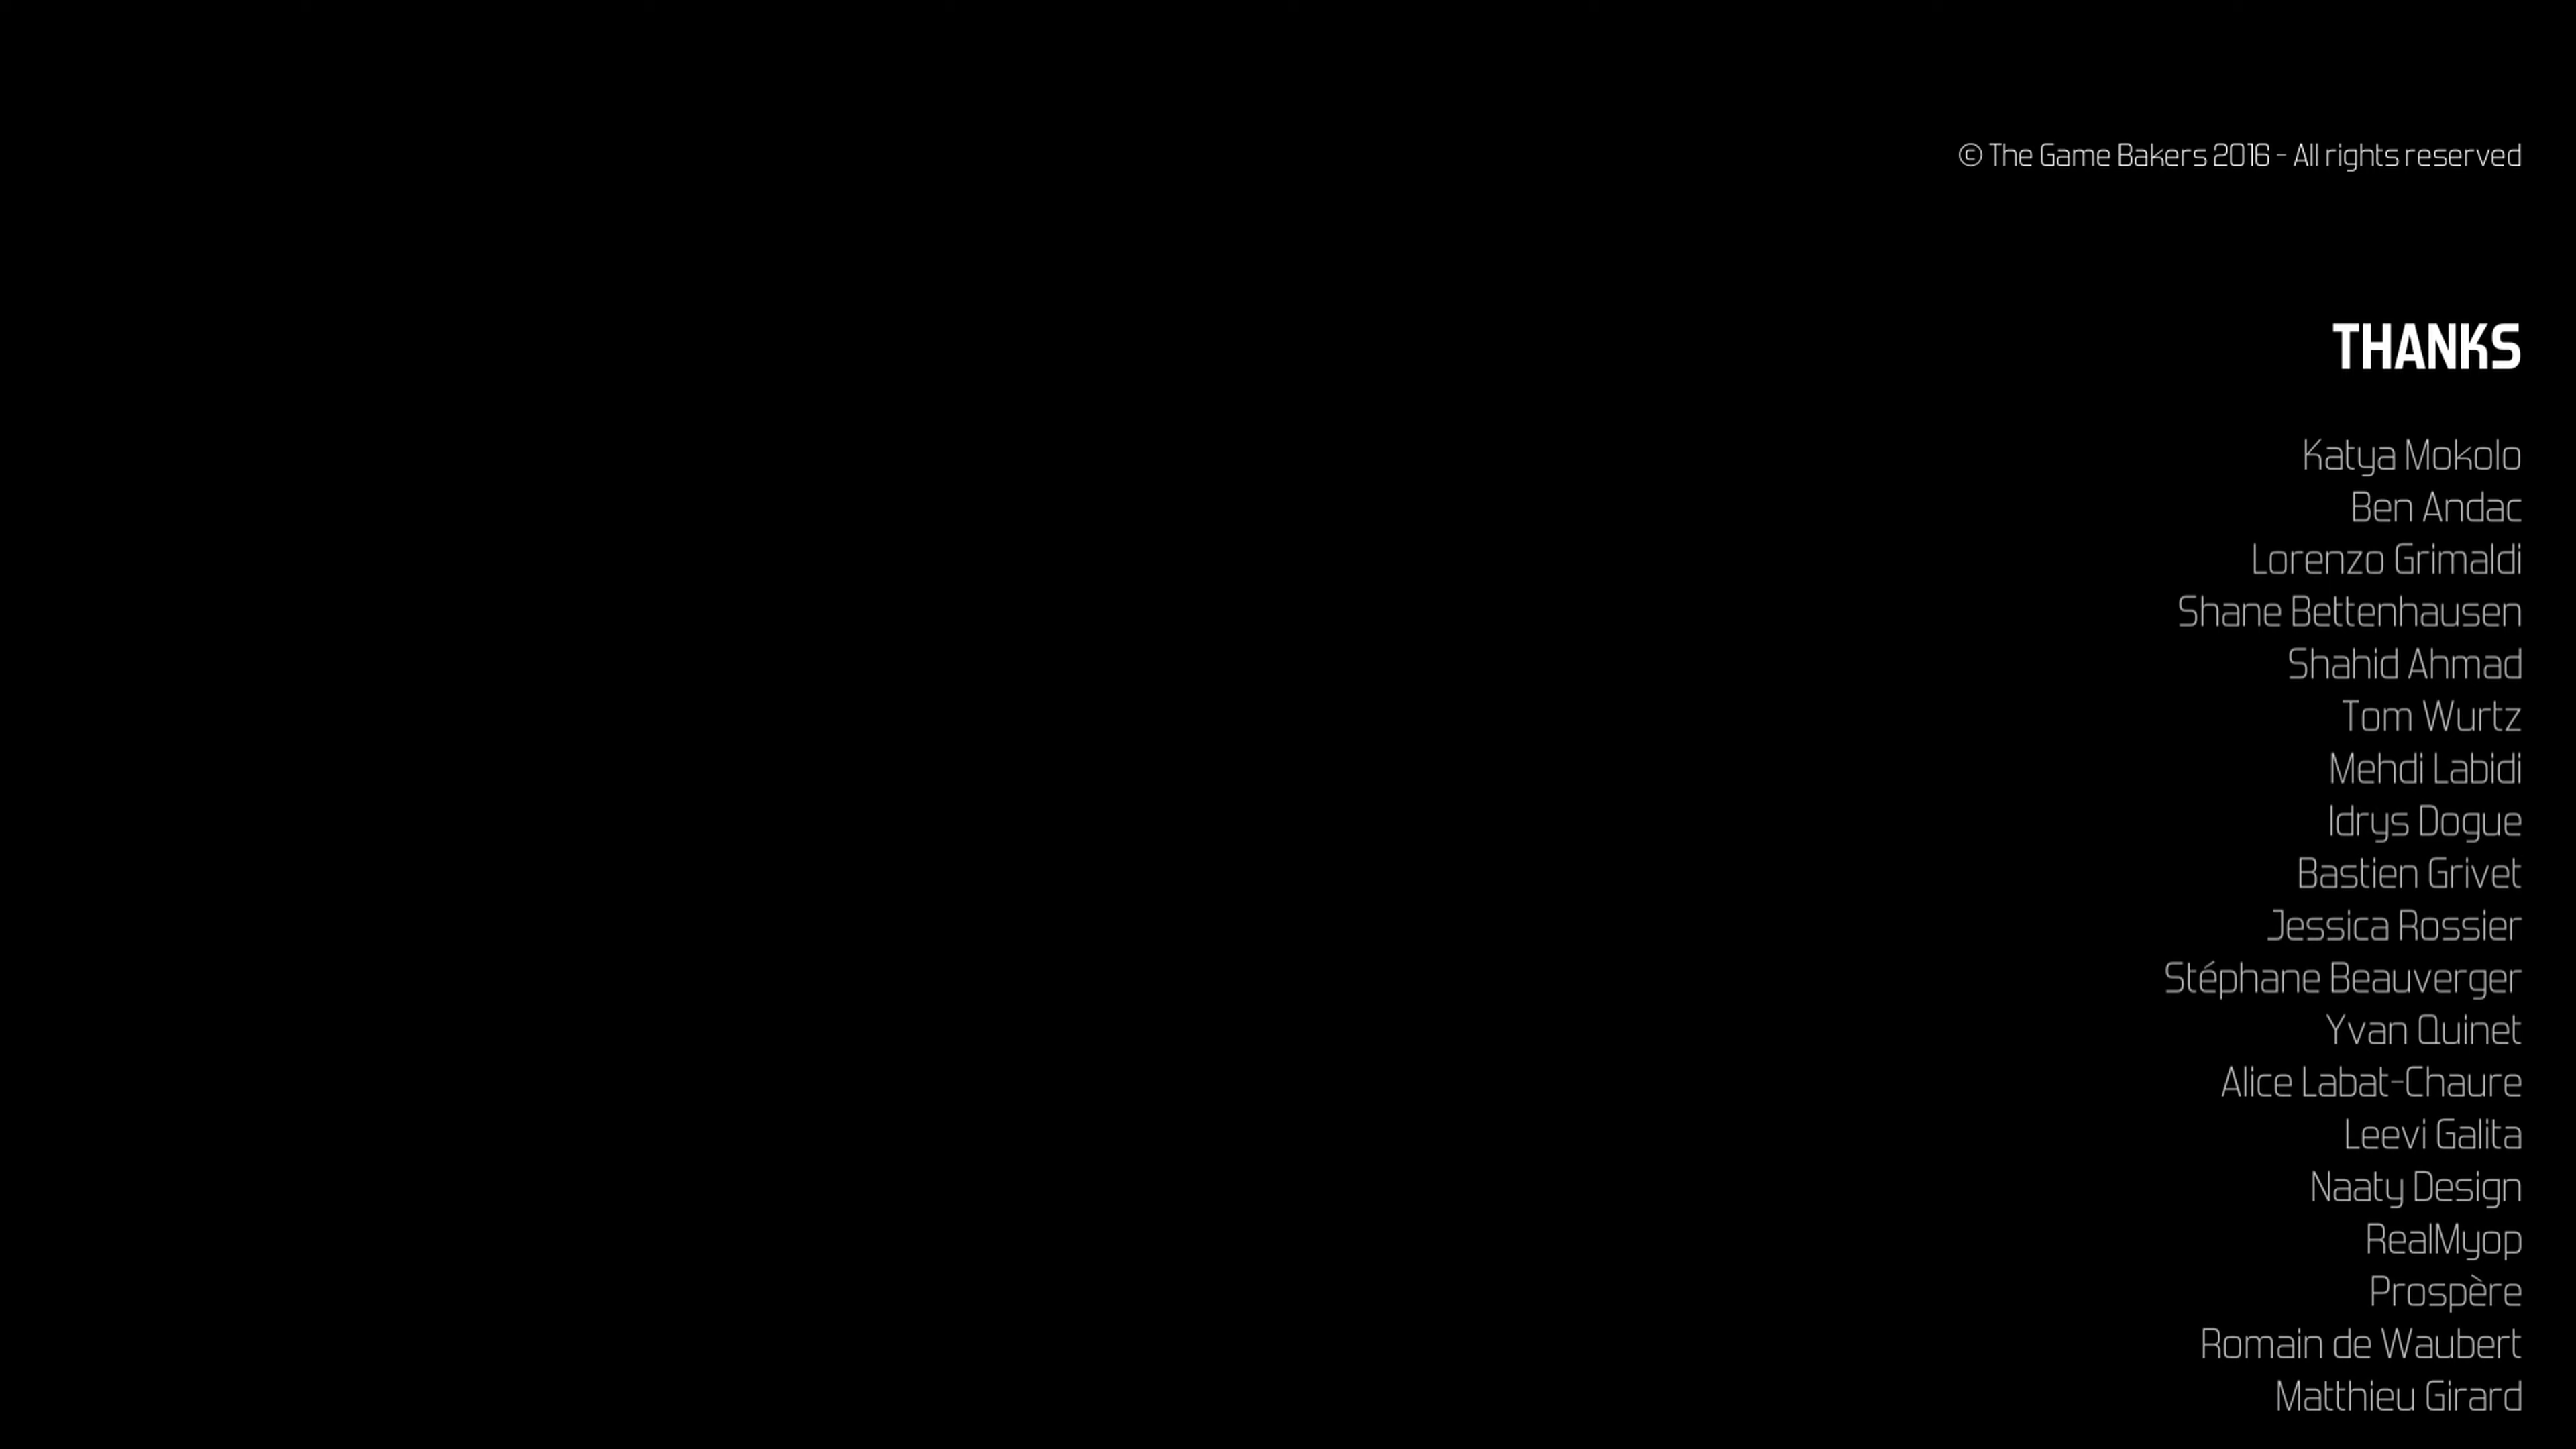 © The Game Bakers 2016 - All rights reserved
THANKS
Katya Mokolo
Ben Andac
Lorenzo Grimaldi
Shane Bettenhausen
Shahid Ahmad
Tom Wurtz
Mehdi Labidi
Idrys Dogue
Bastien Grivet
Jessica Rossier
Stéphane Beauverger
Yvan Quinet
Alice Labat-Chaure
Leevi Galita
Naaty Design
RealMyop
Prospère
Romain de Waubert
Matthieu Girard